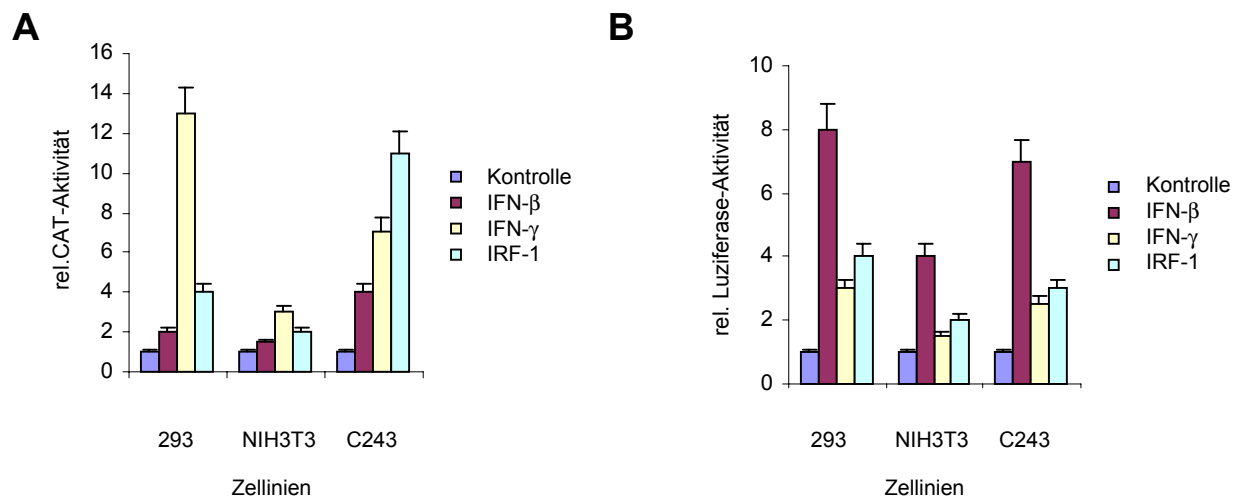 A
rel.CAT-Aktivität
16
14
12
10
8
6
4
2
0
293 NIH3T3 C243
Zellinien
Kontrolle
IFN-β
IFN-γ
IRF-1
B
rel. Luziferase-Aktivität
10
8
6
4
2
0
293 NIH3T3 C243
Zellinien
Kontrolle
IFN-β
IFN-γ
IRF-1